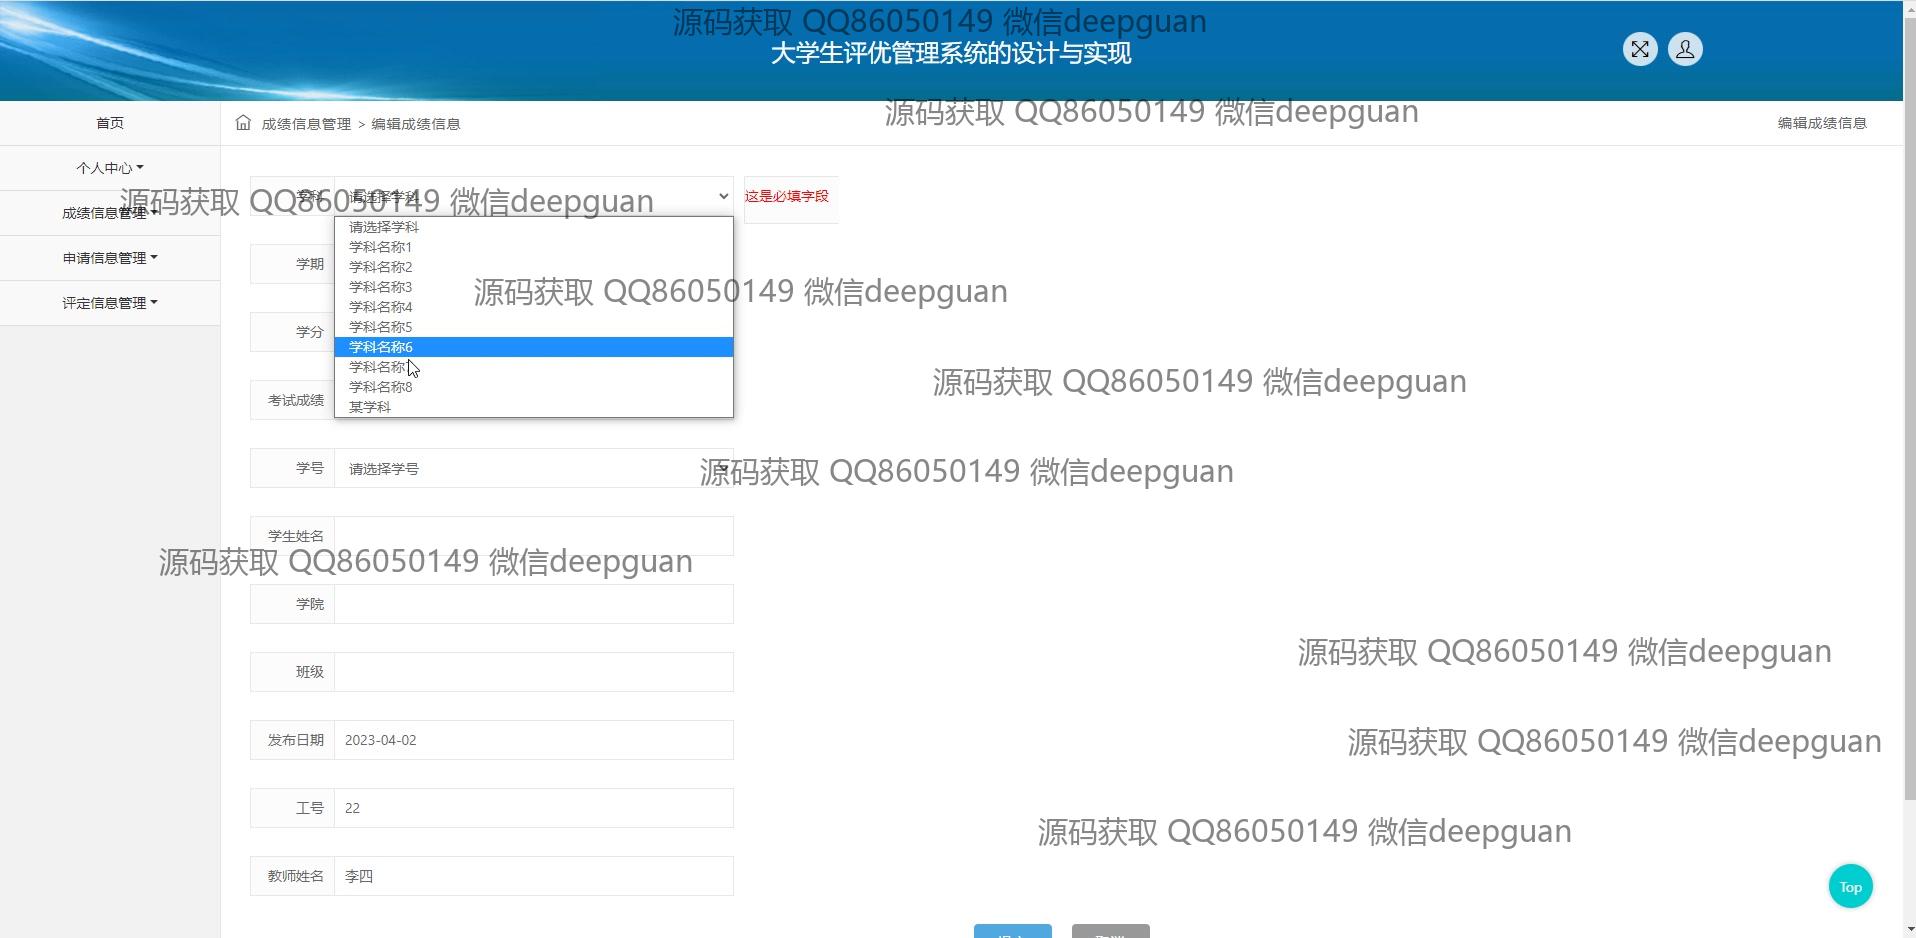 源码获取 QQ86050149 微信deepguan
大学生评优管理系统的设计与实现
源码获取 QQ86050149 微信deepguan
首页
成绩信息管理 > 编辑成绩信息
编辑成绩信息
个人中心
源码获取 QQ86050149 微信deepguan
学科
请选择学科
这是必填字段
成绩信息管理
请选择学科
学科名称1
申请信息管理
学期
学科名称2
学科名称3
源码获取 QQ86050149 微信deepguan
评定信息管理
学科名称4
学分
学科名称5
学科名称6
学科名称
源码获取 QQ86050149 微信deepguan
学科名称8
考试成绩
某学科
学号
请选择学号
源码获取 QQ86050149 微信deepguan
学生姓名
源码获取 QQ86050149 微信deepguan
学院
源码获取 QQ86050149 微信deepguan
班级
发布日期
2023-04-02
源码获取 QQ86050149 微信deepguan
工号
22
源码获取 QQ86050149 微信deepguan
教师姓名
李四
Top